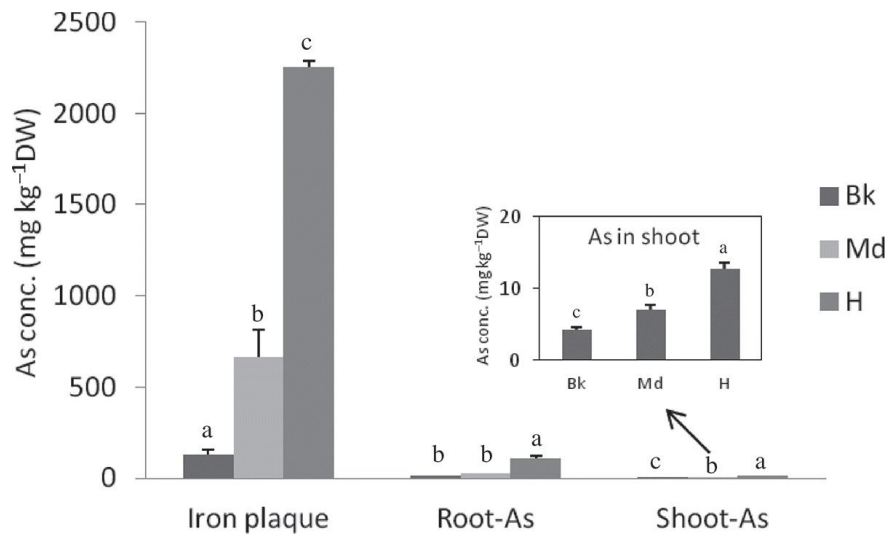 2500
2000
1500
1000
500
0
As conc. (mg kg⁻¹DW)
a
b
c
b
b
a
c
b
a
Iron plaque
Root-As
Shoot-As
As in shoot
20
10
0
As conc. (mg kg⁻¹DW)
c
b
a
Bk
Md
H
Bk
Md
H